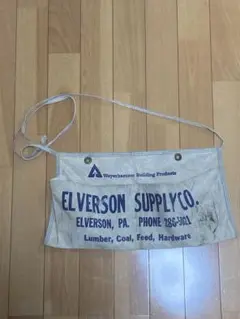 Weyerhaeuser Building Products
ELVERSON SUPPLY CO.
ELVERSON, PA. PHONE
Lumber, Coal, Feed, Hardware